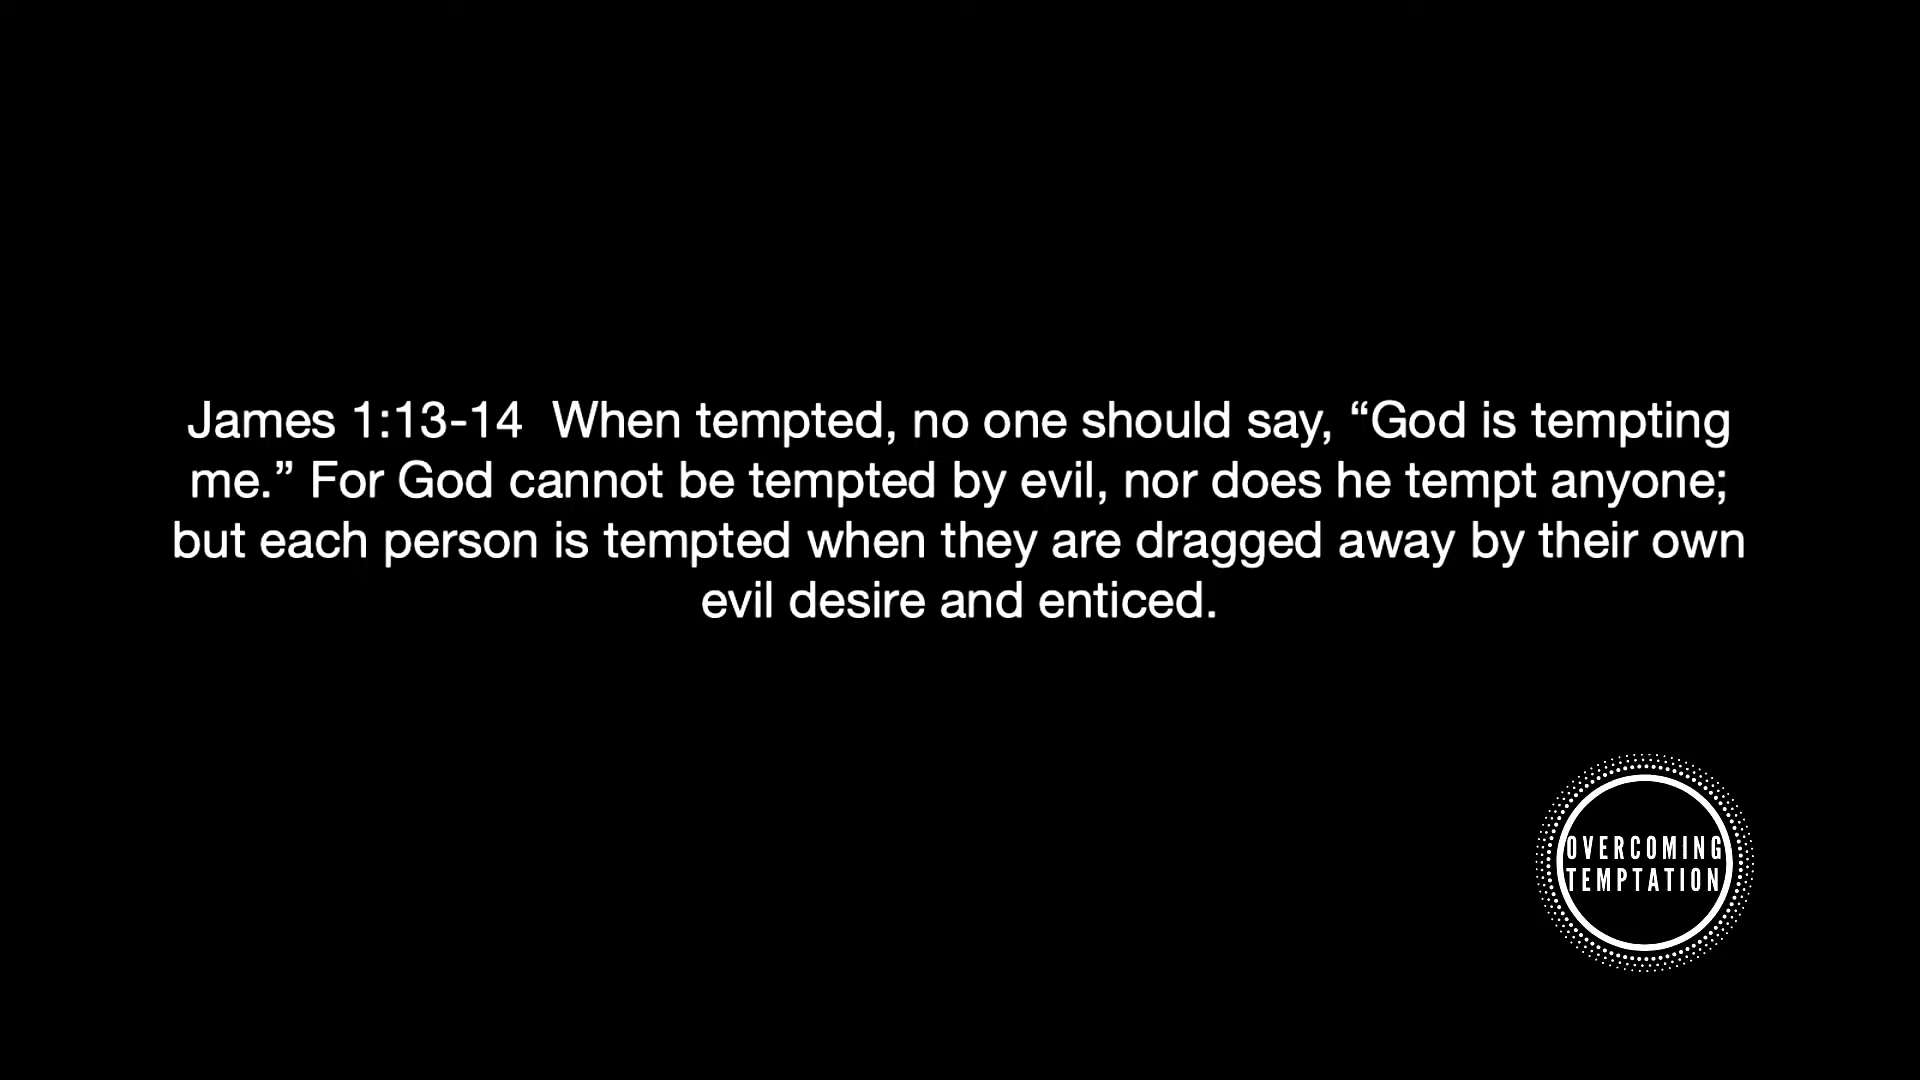 James 1:13-14  When tempted, no one should say, “God is tempting
me.” For God cannot be tempted by evil, nor does he tempt anyone;
but each person is tempted when they are dragged away by their own
evil desire and enticed.
OVERCOMING
TEMPTATION